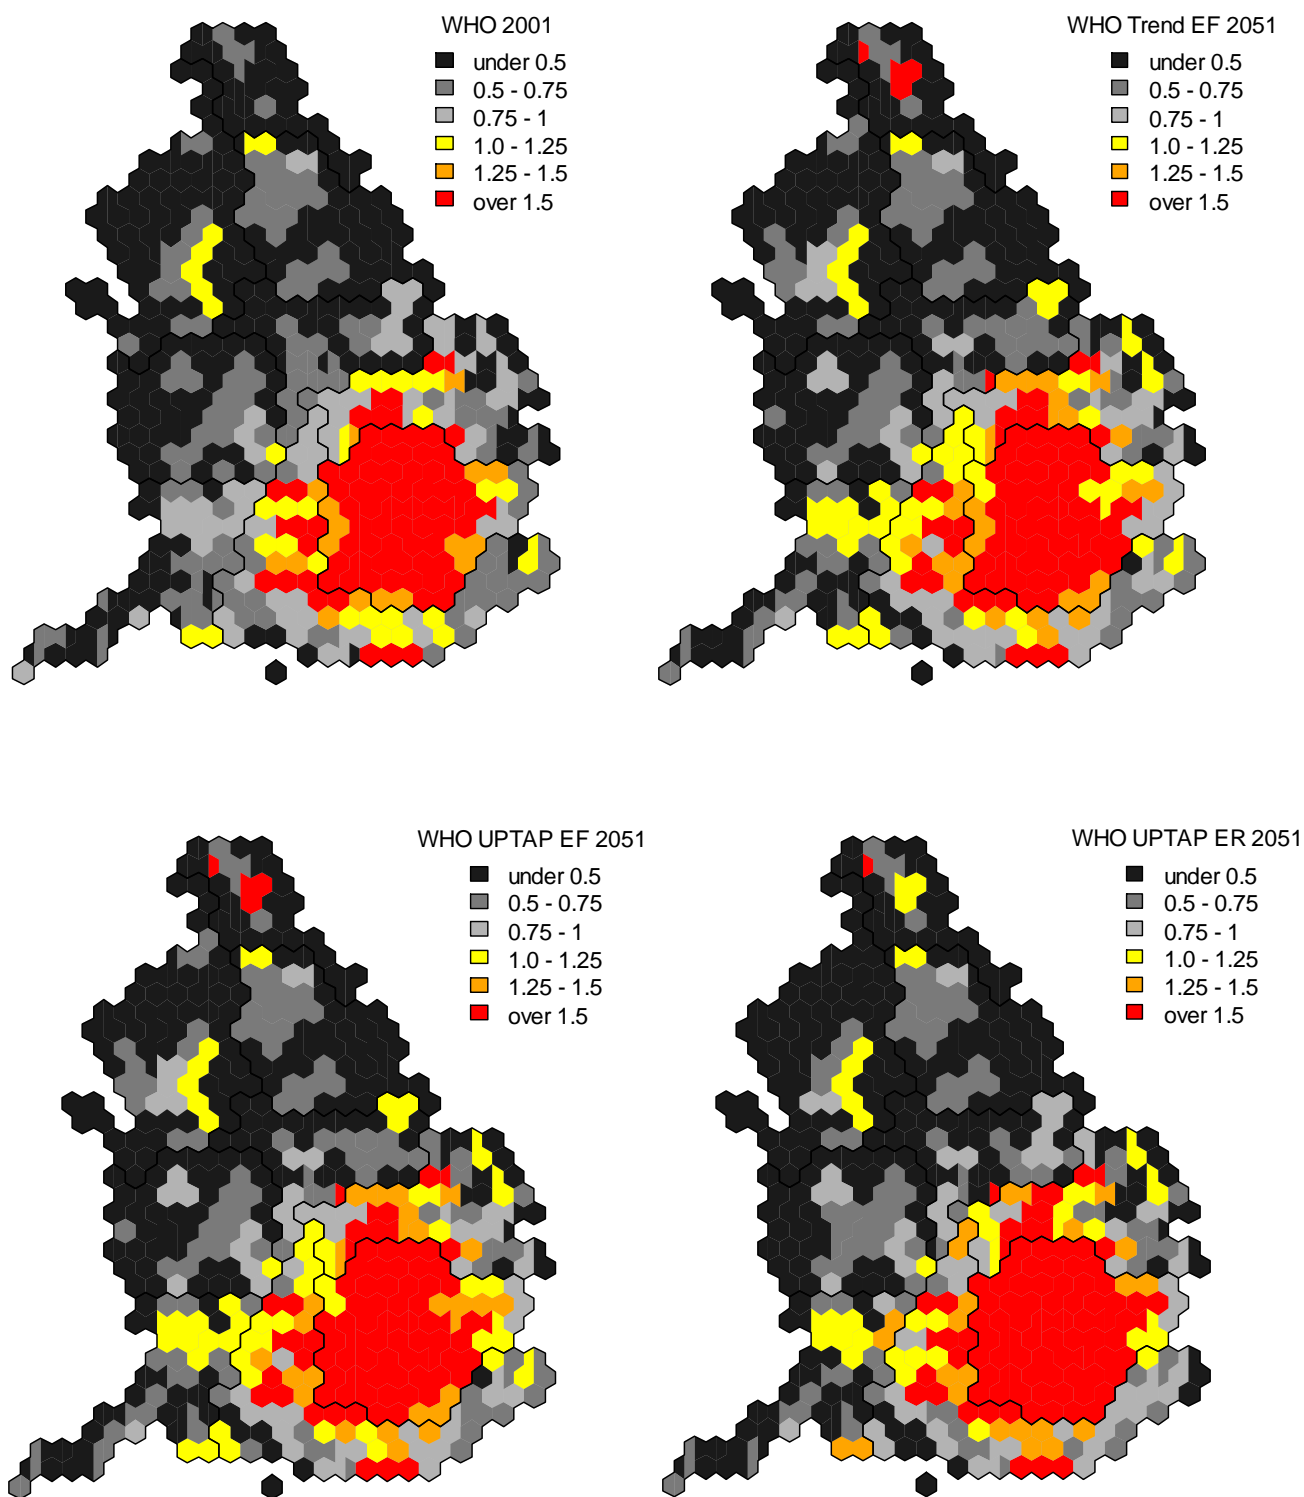 WHO 2001
under 0.5
0.5 - 0.75
0.75 - 1
1.0 - 1.25
1.25 - 1.5
over 1.5
WHO Trend EF 2051
under 0.5
0.5 - 0.75
0.75 - 1
1.0 - 1.25
1.25 - 1.5
over 1.5
WHO UPTAP EF 2051
under 0.5
0.5 - 0.75
0.75 - 1
1.0 - 1.25
1.25 - 1.5
over 1.5
WHO UPTAP ER 2051
under 0.5
0.5 - 0.75
0.75 - 1
1.0 - 1.25
1.25 - 1.5
over 1.5